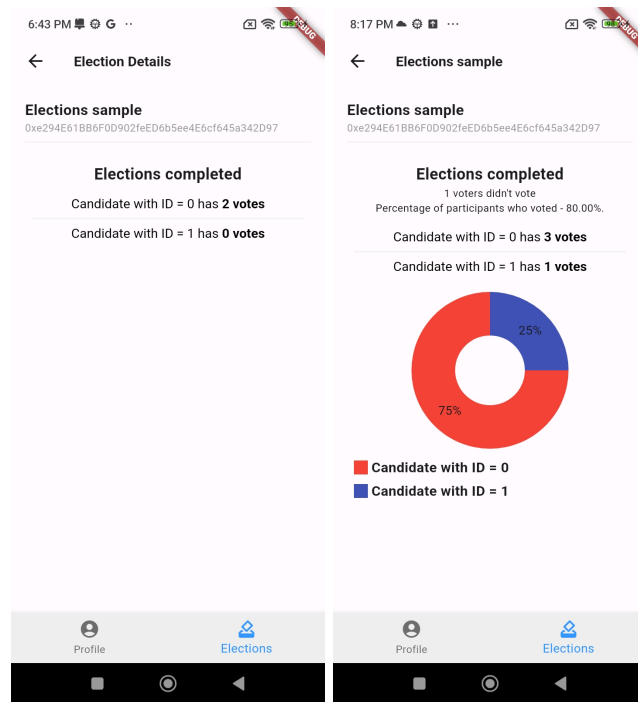 6:43 PM
DEBUG
Election Details
Elections sample
0xe294E61BB6F0D902feED6b5ee4E6cf645a342D97
Elections completed
Candidate with ID = 0 has 2 votes
Candidate with ID = 1 has 0 votes
Profile
Elections
8:17 PM
DEBUG
Elections sample
Elections sample
0xe294E61BB6F0D902feED6b5ee4E6cf645a342D97
Elections completed
1 voters didn't vote
Percentage of participants who voted - 80.00%.
Candidate with ID = 0 has 3 votes
Candidate with ID = 1 has 1 votes
25%
75%
Candidate with ID = 0
Candidate with ID = 1
Profile
Elections